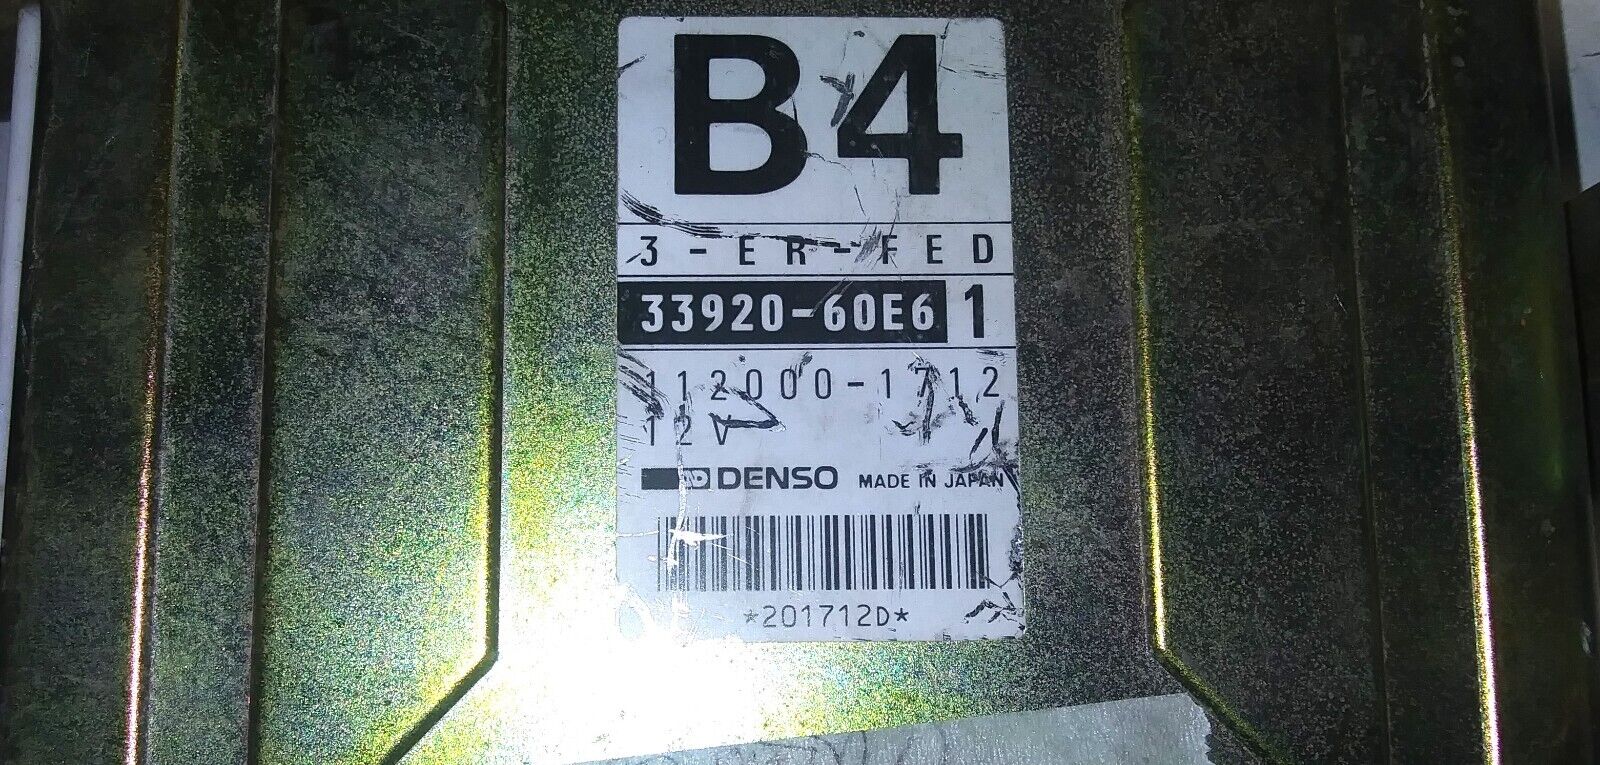 B4
3-ER-FED
33920-60E6 1
112000-1712
12V
DENSO MADE IN JAPAN
*201712D*